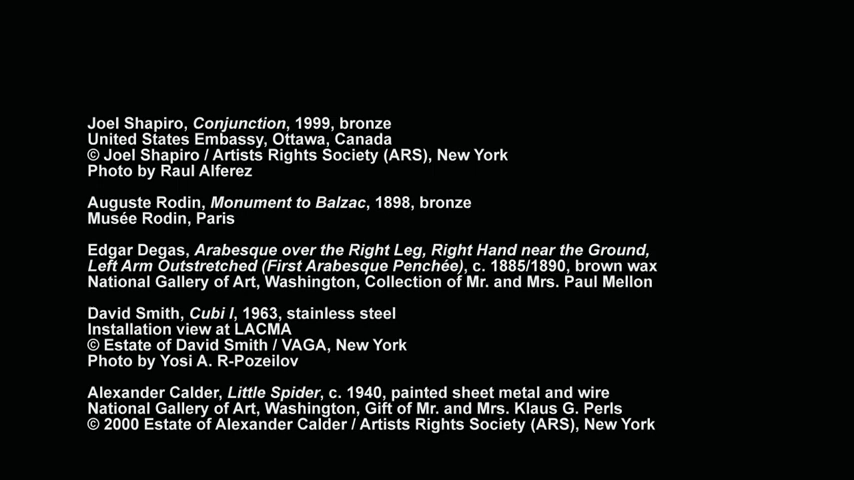 Joel Shapiro, Conjunction, 1999, bronze
United States Embassy, Ottawa, Canada
© Joel Shapiro / Artists Rights Society (ARS), New York
Photo by Raul Alferez
Auguste Rodin, Monument to Balzac, 1898, bronze
Musée Rodin, Paris
Edgar Degas, Arabesque over the Right Leg, Right Hand near the Ground,
Left Arm Outstretched (First Arabesque Penchée), c. 1885/1890, brown wax
National Gallery of Art, Washington, Collection of Mr. and Mrs. Paul Mellon
David Smith, Cubi I, 1963, stainless steel
Installation view at LACMA
© Estate of David Smith / VAGA, New York
Photo by Yosi A. R-Pozeilov
Alexander Calder, Little Spider, c. 1940, painted sheet metal and wire
National Gallery of Art, Washington, Gift of Mr. and Mrs. Klaus G. Perls
© 2000 Estate of Alexander Calder / Artists Rights Society (ARS), New York